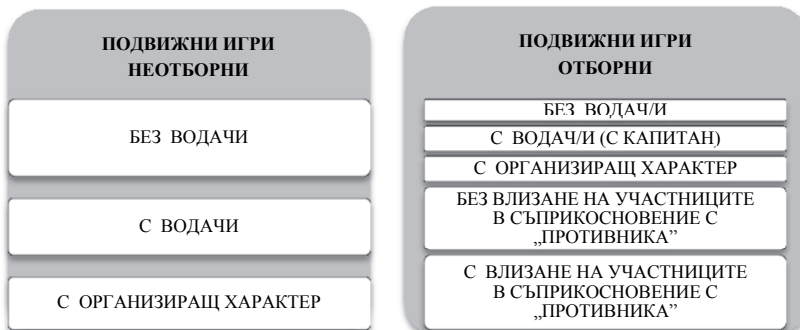 ПОДВИЖНИ ИГРИ
НЕОТБОРНИ
БЕЗ ВОДАЧИ
С ВОДАЧИ
С ОРГАНИЗИРАЩ ХАРАКТЕР
ПОДВИЖНИ ИГРИ
ОТБОРНИ
БЕЗ ВОДАЧ/И
С ВОДАЧ/И (С КАПИТАН)
С ОРГАНИЗИРАЩ ХАРАКТЕР
БЕЗ ВЛИЗАНЕ НА УЧАСТНИЦИТЕ
В СЪПРИКОСНОВЕНИЕ С
„ПРОТИВНИКА”
С ВЛИЗАНЕ НА УЧАСТНИЦИТЕ
В СЪПРИКОСНОВЕНИЕ С
„ПРОТИВНИКА”